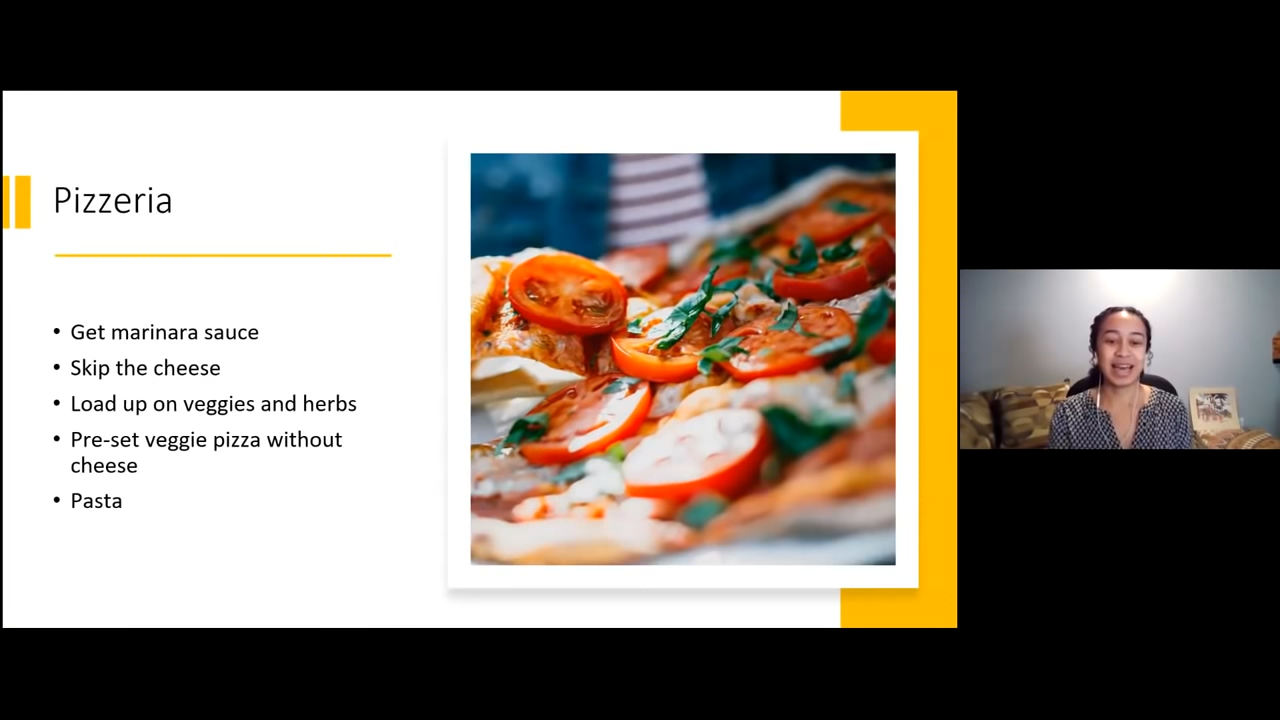 Pizzeria
• Get marinara sauce
• Skip the cheese
• Load up on veggies and herbs
• Pre-set veggie pizza without
cheese
• Pasta